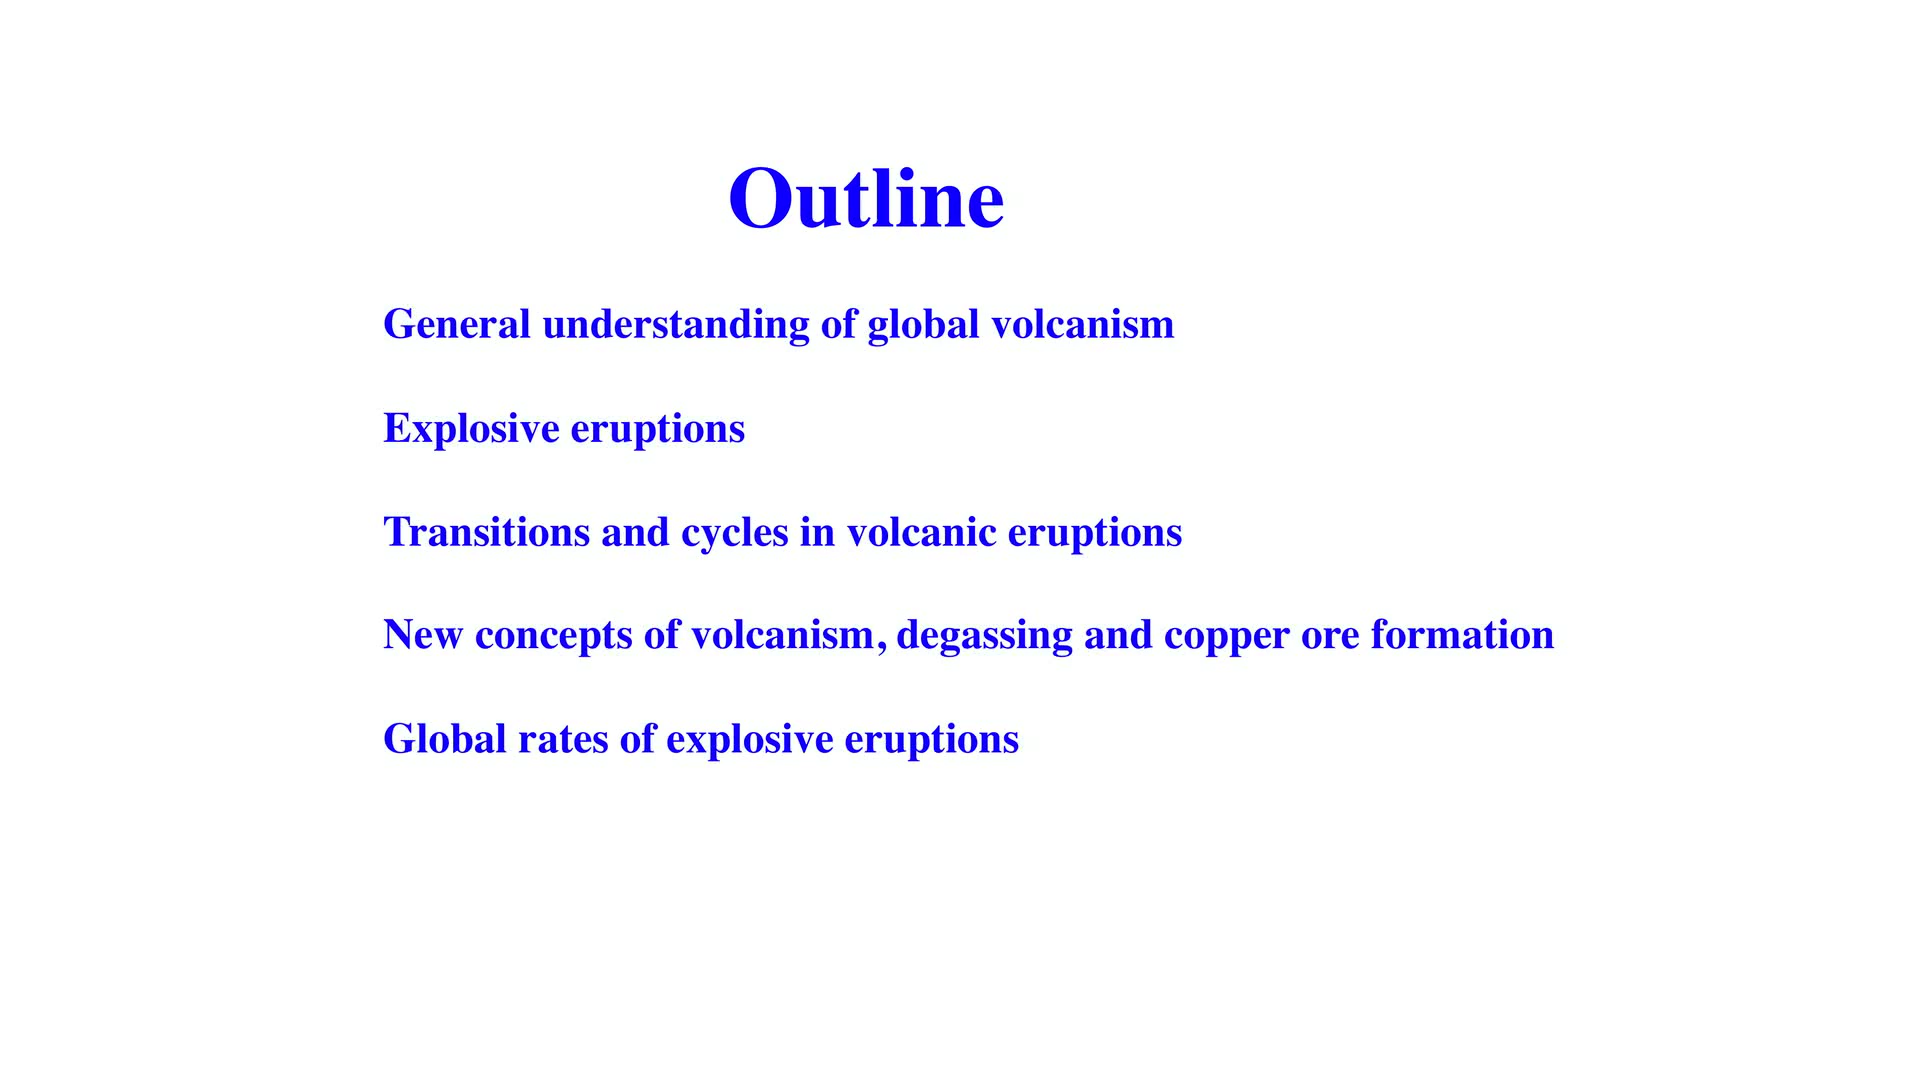 Outline
General understanding of global volcanism
Explosive eruptions
Transitions and cycles in volcanic eruptions
New concepts of volcanism, degassing and copper ore formation
Global rates of explosive eruptions